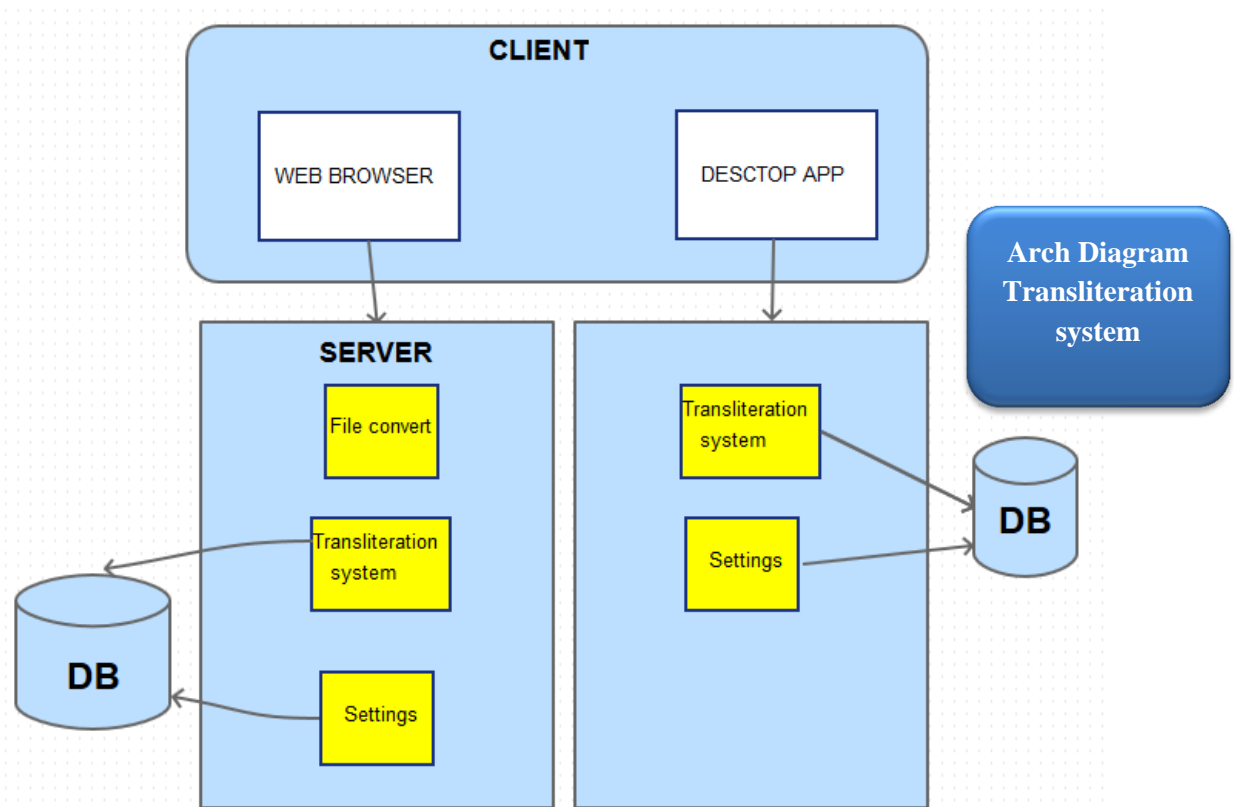 CLIENT
WEB BROWSER
DESCTOP APP
Arch Diagram
Transliteration
system
SERVER
File convert
Transliteration
system
DB
Settings
Transliteration
system
Settings
DB